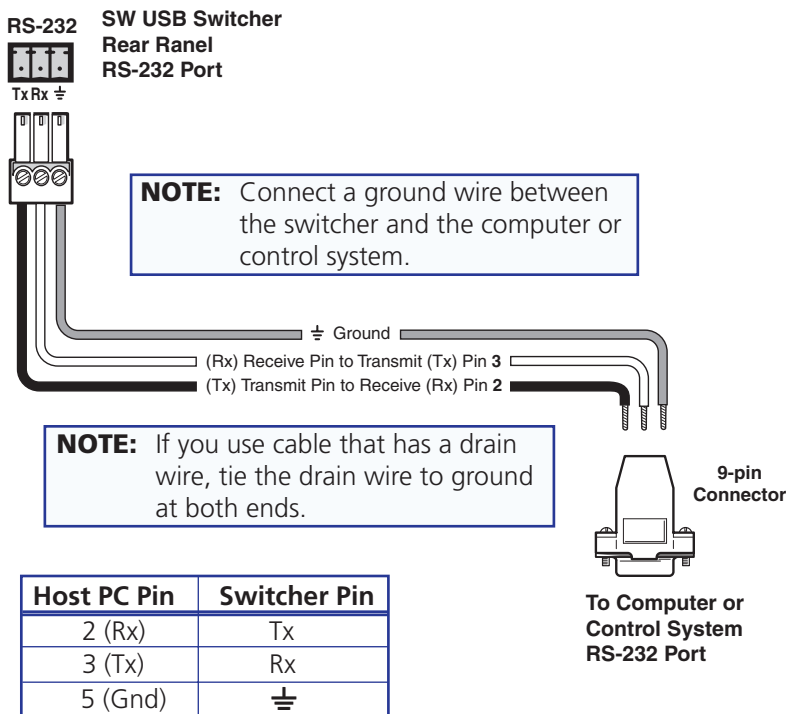 RS-232
SW USB Switcher
Rear Ranel
RS-232 Port
Tx Rx ⏚
NOTE: Connect a ground wire between
the switcher and the computer or
control system.
⏚ Ground
(Rx) Receive Pin to Transmit (Tx) Pin 3
(Tx) Transmit Pin to Receive (Rx) Pin 2
NOTE: If you use cable that has a drain
wire, tie the drain wire to ground
at both ends.
9-pin
Connector
To Computer or
Control System
RS-232 Port
Host PC Pin Switcher Pin
2 (Rx) Tx
3 (Tx) Rx
5 (Gnd) ⏚